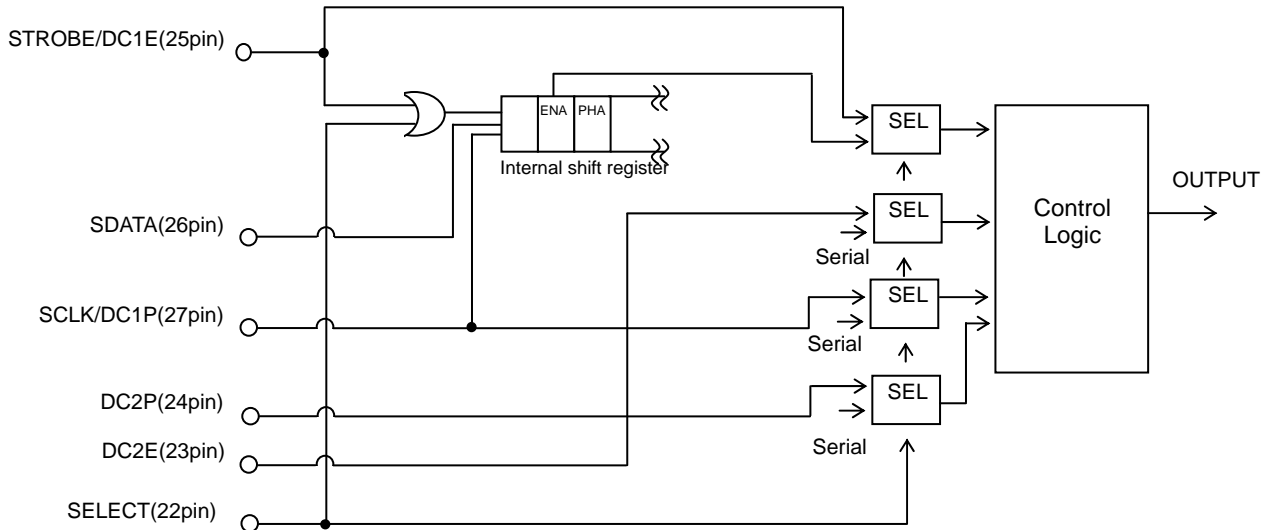 STROBE/DC1E(25pin)
ENA PHA
Internal shift register
SEL
OUTPUT
SDATA(26pin)
SEL
Control
Logic
Serial
SCLK/DC1P(27pin)
SEL
Serial
DC2P(24pin)
SEL
Serial
DC2E(23pin)
SELECT(22pin)